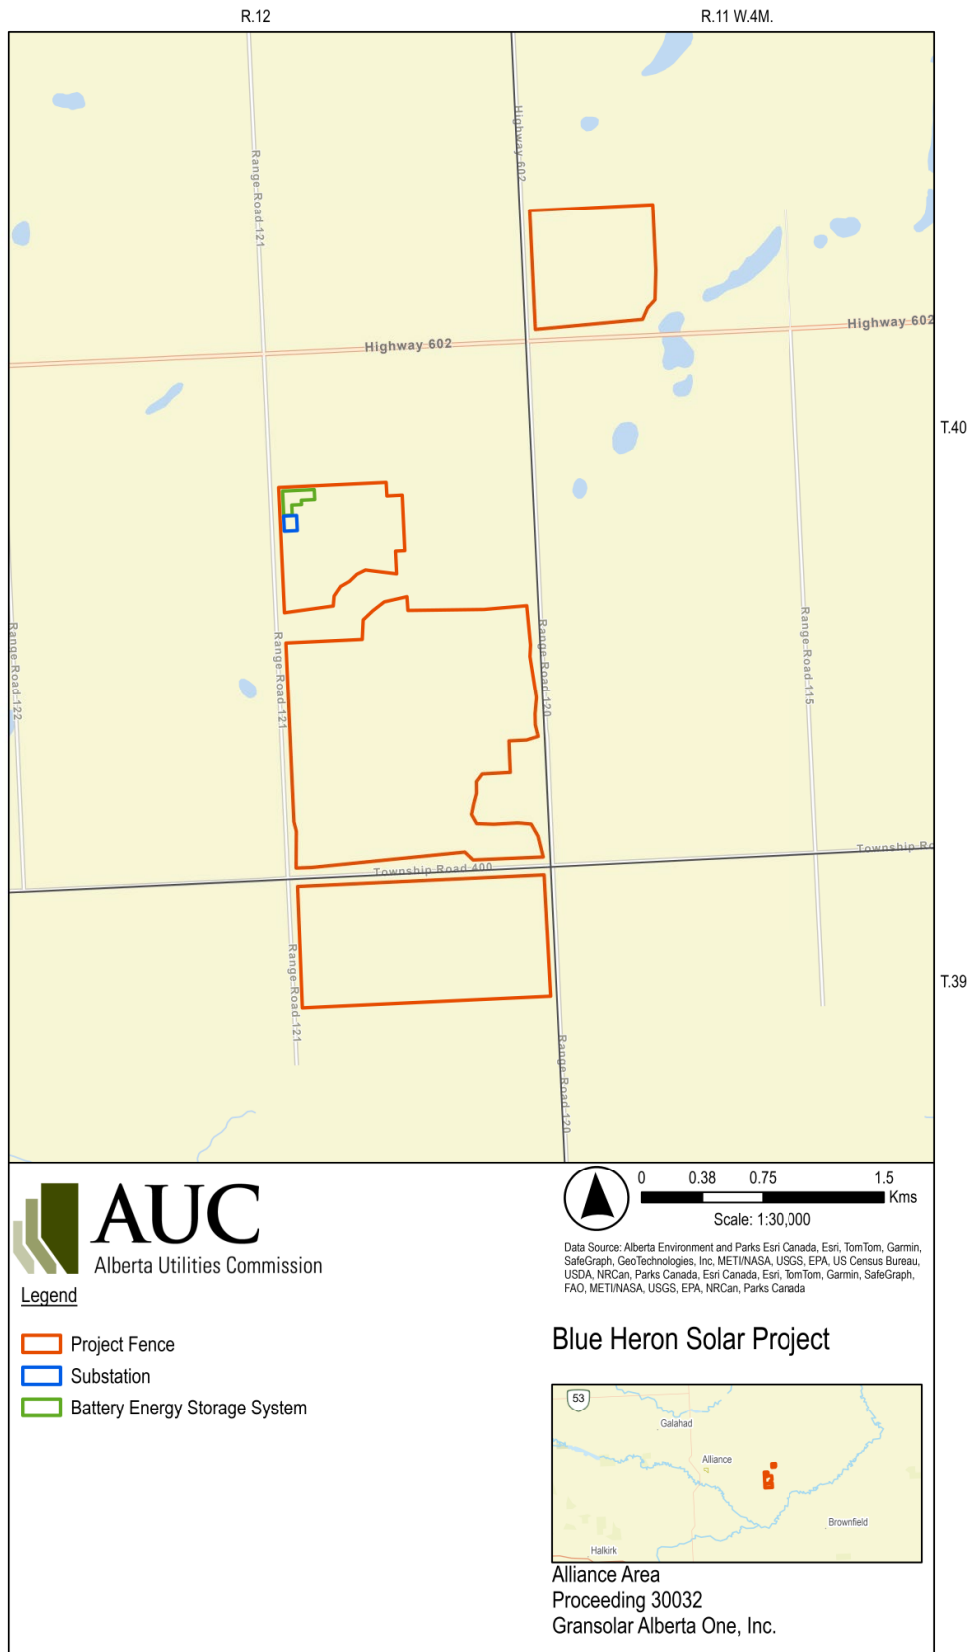 R.12
R.11 W.4M.
Highway 602
Range Road 121
Highway 602
Highway 602
T.40
Range Road 122
Range Road 121
Range Road 120
Range Road 115
Township Ro
Township Road 400
Range Road 121
T.39
Range Road 120
AUC
Alberta Utilities Commission
0 0.38 0.75 1.5
Kms
Scale: 1:30,000
Data Source: Alberta Environment and Parks Esri Canada, Esri, TomTom, Garmin,
SafeGraph, GeoTechnologies, Inc, METI/NASA, USGS, EPA, US Census Bureau,
USDA, NRCan, Parks Canada, Esri Canada, Esri, TomTom, Garmin, SafeGraph,
FAO, METI/NASA, USGS, EPA, NRCan, Parks Canada
Legend
Project Fence
Substation
Battery Energy Storage System
Blue Heron Solar Project
53
Galahad
Alliance
Brownfield
Halkirk
Alliance Area
Proceeding 30032
Gransolar Alberta One, Inc.